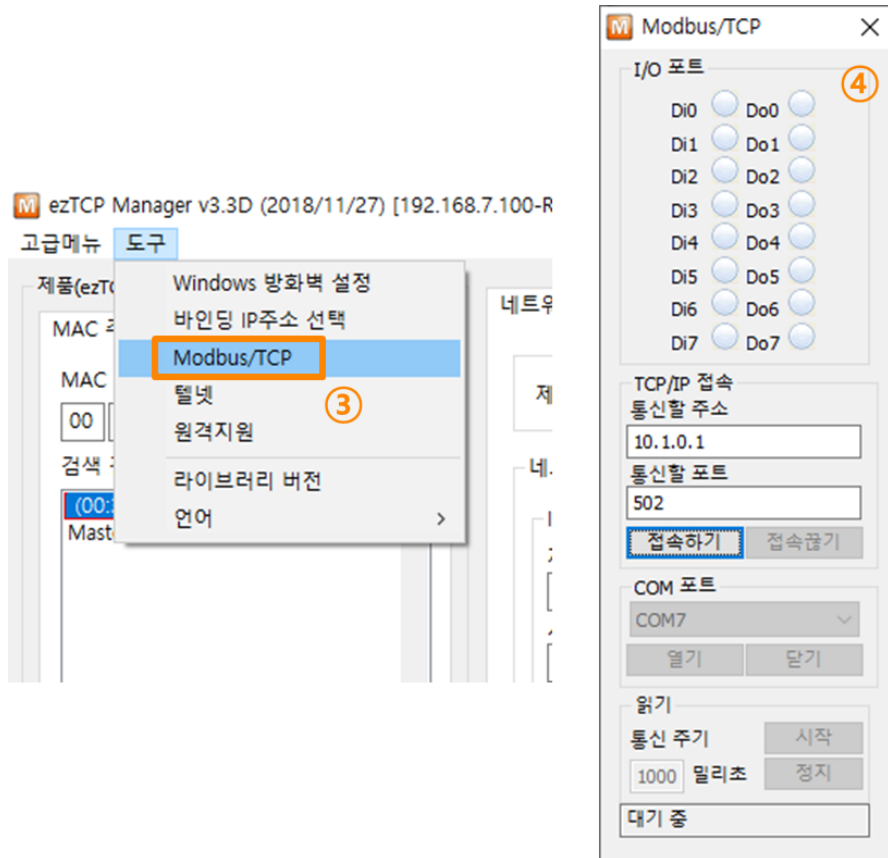 ezTCP Manager v3.3D (2018/11/27) [192.168.7.100-R
고급메뉴 도구
제품(ezT
MAC
MAC
00
검색
(00:
Mast
Windows 방화벽 설정
바인딩 IP주소 선택
Modbus/TCP
텔넷
③
원격지원
라이브러리 버전
언어
네트워
제
네
Modbus/TCP
I/O 포트
④
Di0 Do0
Di1 Do1
Di2 Do2
Di3 Do3
Di4 Do4
Di5 Do5
Di6 Do6
Di7 Do7
TCP/IP 접속
통신할 주소
10.1.0.1
통신할 포트
502
접속하기 접속끊기
COM 포트
COM7
열기 닫기
읽기
통신 주기 시작
1000 밀리초 정지
대기 중